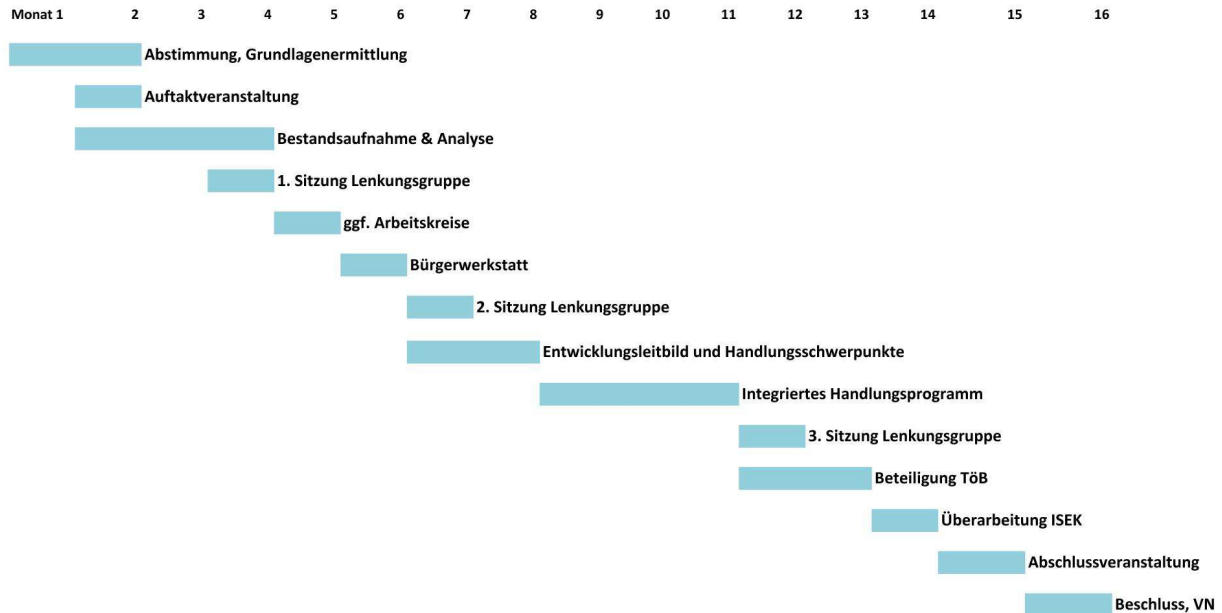 Monat 1 2 3 4 5 6 7 8 9 10 11 12 13 14 15 16
Abstimmung, Grundlagenermittlung
Auftaktveranstaltung
Bestandsaufnahme & Analyse
1. Sitzung Lenkungsgruppe
ggf. Arbeitskreise
Bürgerwerkstatt
2. Sitzung Lenkungsgruppe
Entwicklungsleitbild und Handlungsschwerpunkte
Integriertes Handlungsprogramm
3. Sitzung Lenkungsgruppe
Beteiligung TöB
Überarbeitung ISEK
Abschlussveranstaltung
Beschluss, VN